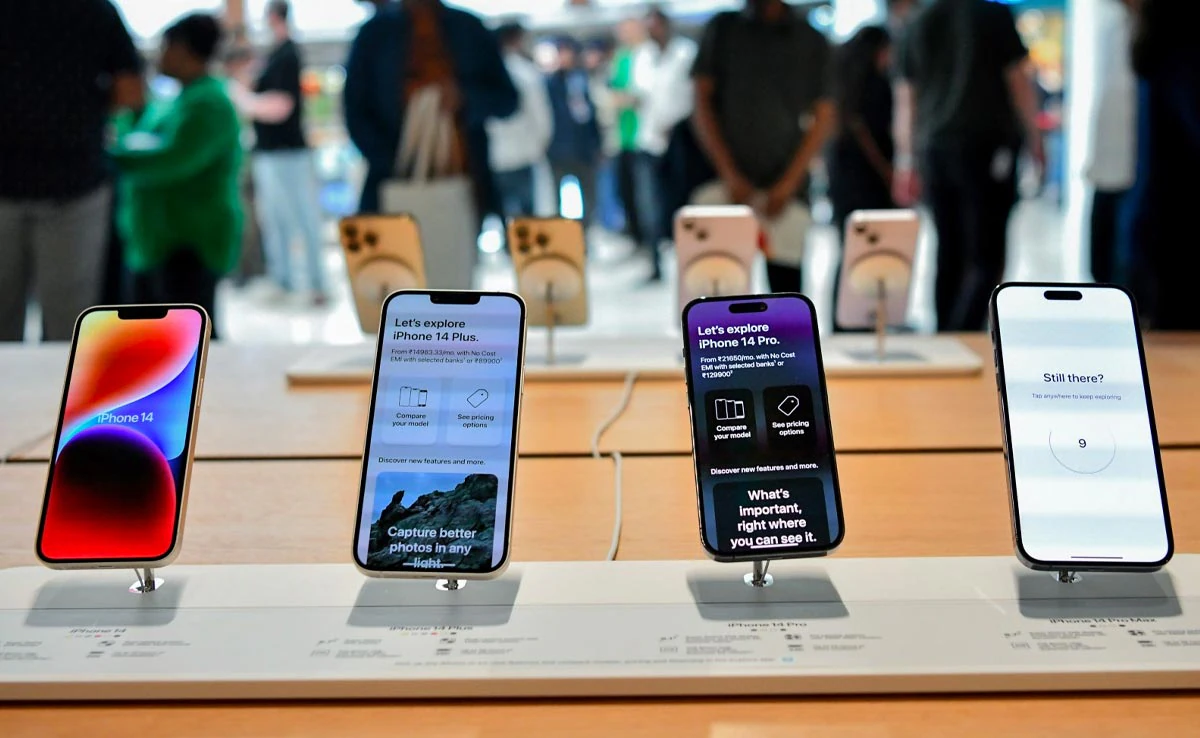 iPhone 14
Let's explore
iPhone 14 Plus.
From ₹14983.33/mo. with No Cost
EMI with selected banks² or ₹89900³
Compare
your model
See pricing
options
Discover new features and more.
Capture better
photos in any
light.
Let's explore
iPhone 14 Pro.
From ₹21650/mo. with No Cost
EMI with selected banks¹ or
₹129900³
Compare
your model
See pricing
options
Discover new features and more.
What's
important,
right where
you can see it.
Still there?
Tap anywhere to keep exploring
9
iPhone 14
iPhone 14 Plus
iPhone 14 Pro
iPhone 14 Pro Max